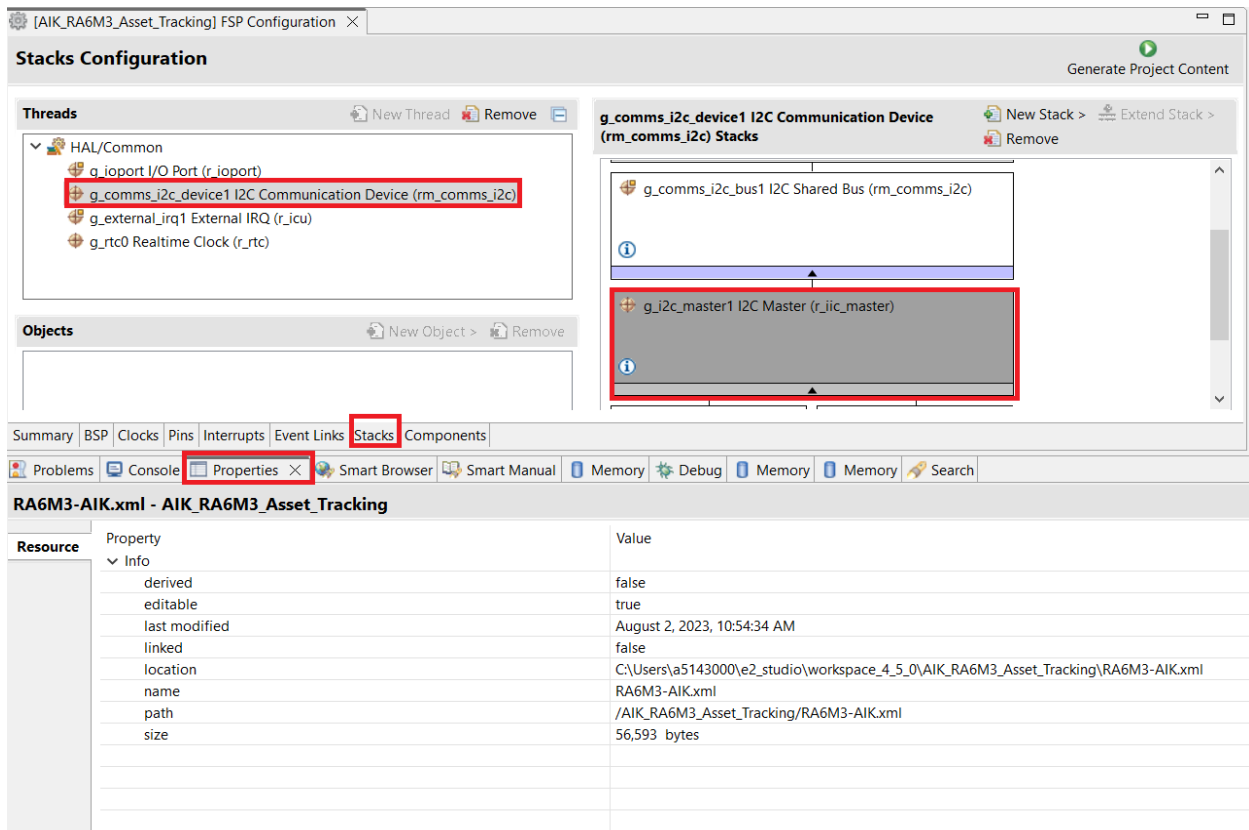 [AIK_RA6M3_Asset_Tracking] FSP Configuration
Stacks Configuration
Generate Project Content
Threads
New Thread
Remove
HAL/Common
g_ioport I/O Port (r_ioport)
g_comms_i2c_device1 I2C Communication Device (rm_comms_i2c)
g_external_irq1 External IRQ (r_icu)
g_rtc0 Realtime Clock (r_rtc)
Objects
New Object >
Remove
g_comms_i2c_device1 I2C Communication Device
(rm_comms_i2c) Stacks
New Stack >
Extend Stack >
Remove
g_comms_i2c_bus1 I2C Shared Bus (rm_comms_i2c)
g_i2c_master1 I2C Master (r_iic_master)
Summary BSP Clocks Pins Interrupts Event Links Stacks Components
Problems Console Properties Smart Browser Smart Manual Memory Debug Memory Memory Search
RA6M3-AIK.xml - AIK_RA6M3_Asset_Tracking
Resource
Property Value
Info
derived false
editable true
last modified August 2, 2023, 10:54:34 AM
linked false
location C:\Users\a5143000\e2_studio\workspace_4_5_0\AIK_RA6M3_Asset_Tracking\RA6M3-AIK.xml
name RA6M3-AIK.xml
path /AIK_RA6M3_Asset_Tracking/RA6M3-AIK.xml
size 56,593 bytes